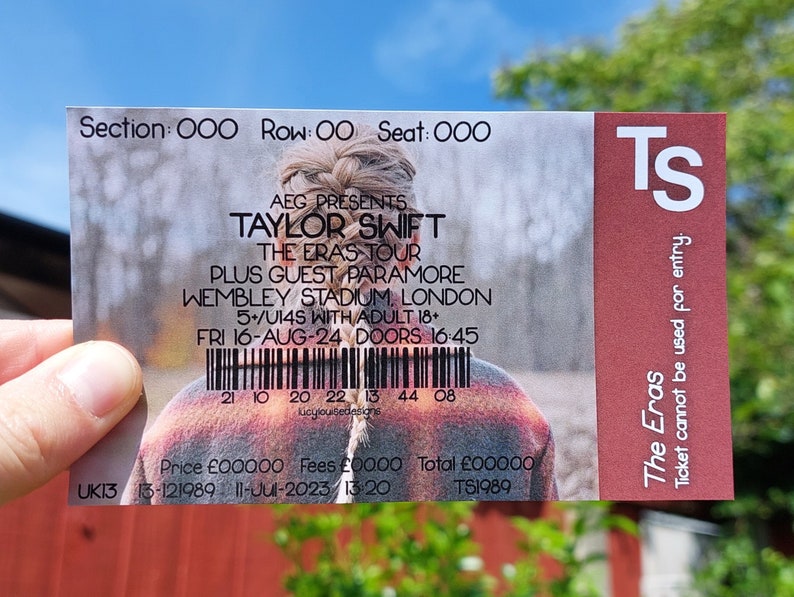 Section: 000 Row: 00 Seat: 000
AEG PRESENTS
TAYLOR SWIFT
THE ERAS TOUR
PLUS GUEST PARAMORE
WEMBLEY STADIUM, LONDON
5+/U14S WITH ADULT 18+
FRI 16-AUG-24 DOORS 16:45
21 10 20 22 13 44 08
lucylouisedesigns
Price £000.00 Fees £00.00 Total £000.00
UK13 13-121989 11-Jul-2023 13:20 TS1989
TS
The Eras
Ticket cannot be used for entry.